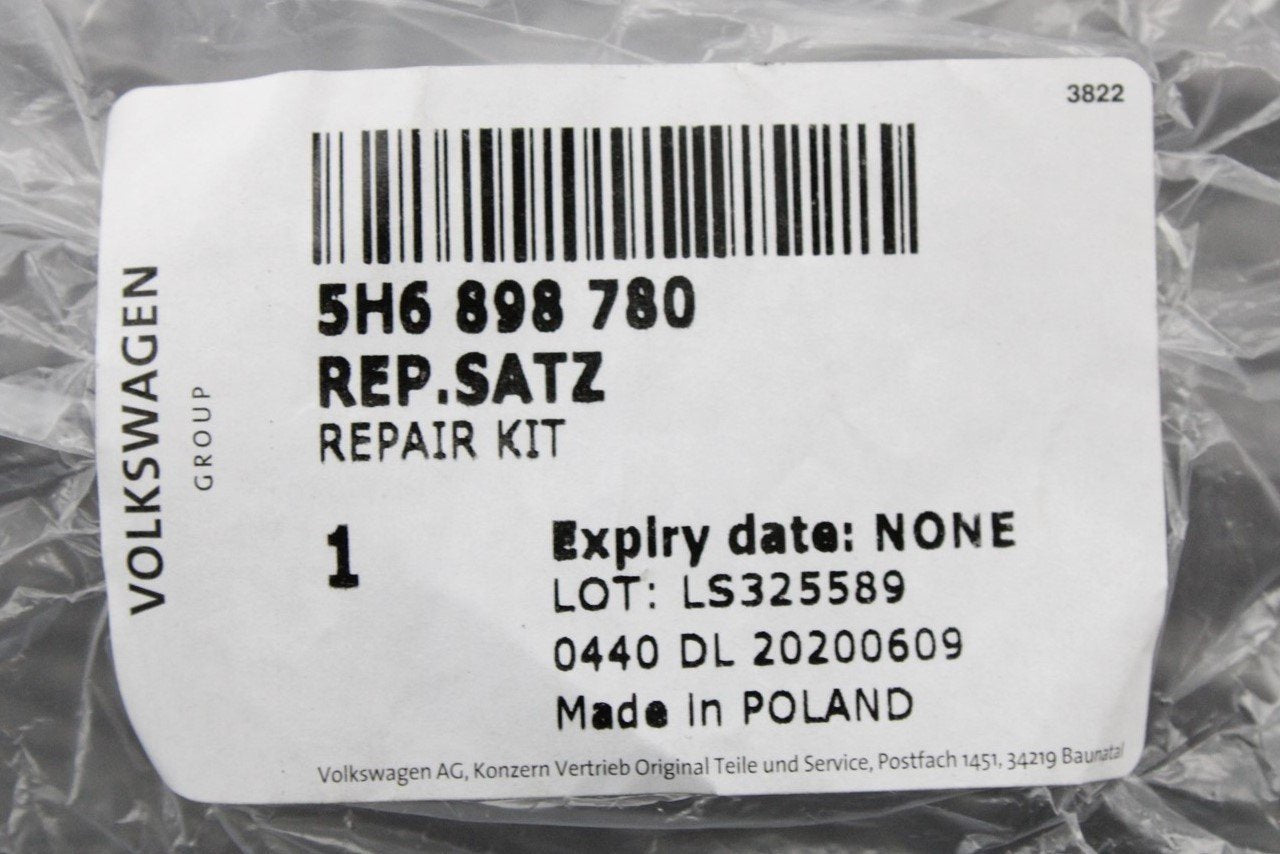 3822
5H6 898 780
REP.SATZ
REPAIR KIT
1
Expiry date: NONE
LOT: LS325589
0440 DL 20200609
Made in POLAND
Volkswagen AG, Konzern Vertrieb Original Teile und Service, Postfach 1451, 34219 Baunatal
VOLKSWAGEN
GROUP